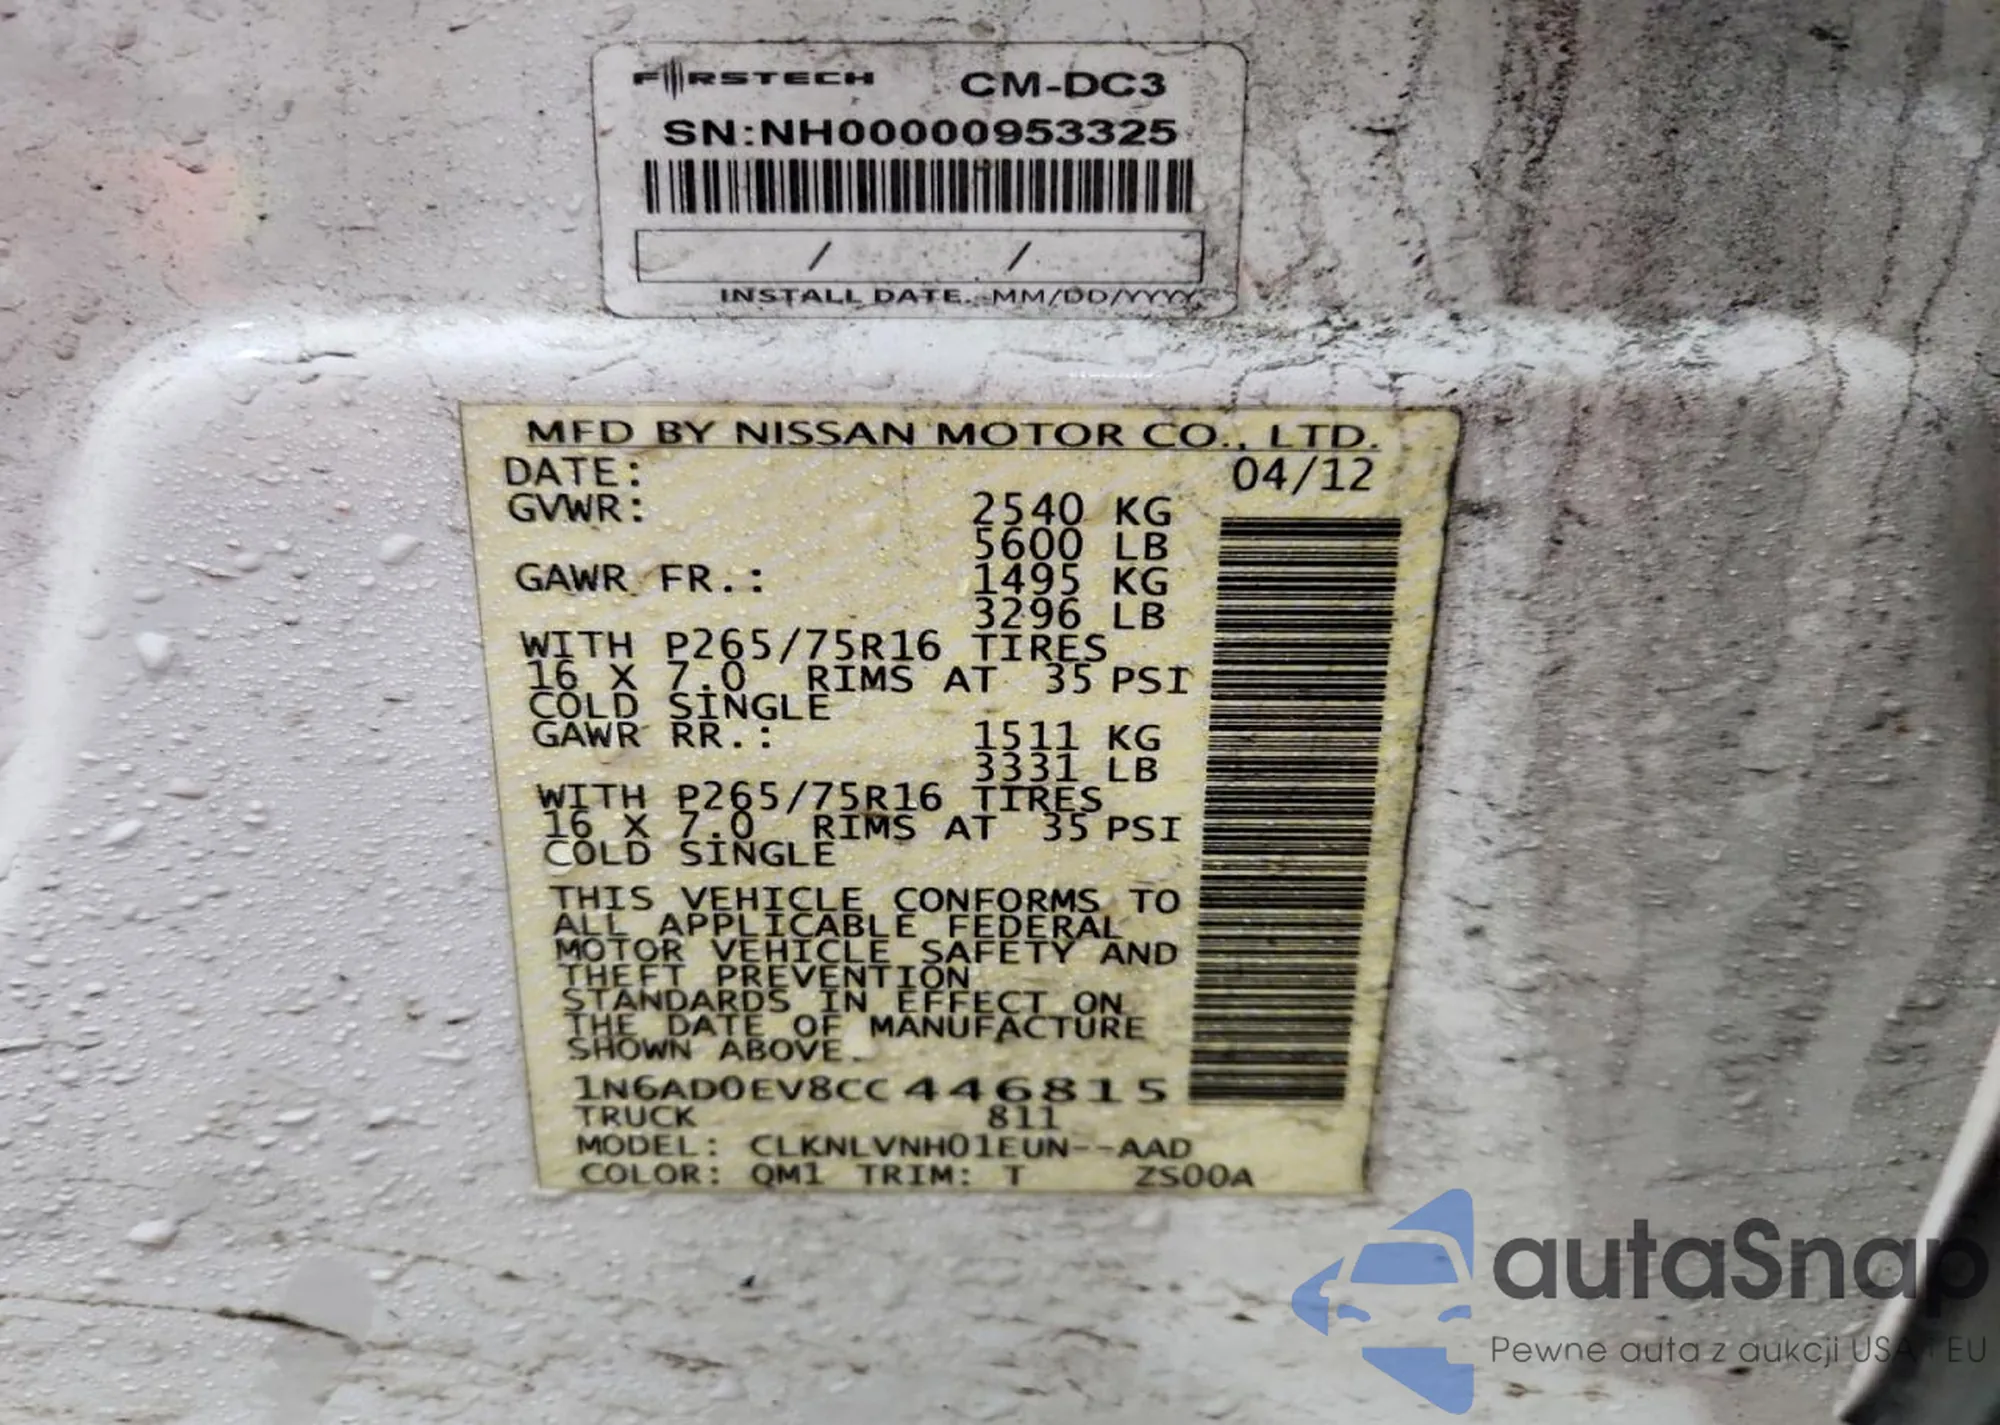 FIRSTECH CM-DC3
SN:NH00000953325
/ /
INSTALL DATE. MM/DD/YYYY
MFD BY NISSAN MOTOR CO., LTD.
DATE: 04/12
GVWR: 2540 KG
5600 LB
GAWR FR.: 1495 KG
3296 LB
WITH P265/75R16 TIRES
16 X 7.0 RIMS AT 35 PSI
COLD SINGLE
GAWR RR.: 1511 KG
3331 LB
WITH P265/75R16 TIRES
16 X 7.0 RIMS AT 35 PSI
COLD SINGLE
THIS VEHICLE CONFORMS TO
ALL APPLICABLE FEDERAL
MOTOR VEHICLE SAFETY AND
THEFT PREVENTION
STANDARDS IN EFFECT ON
THE DATE OF MANUFACTURE
SHOWN ABOVE.
1N6AD0EV8CC446815
TRUCK 811
MODEL: CLKNLVNH01EUN--AAD
COLOR: QM1 TRIM: T ZS00A
autaSnap
Pewne auta z aukcji USA i EU